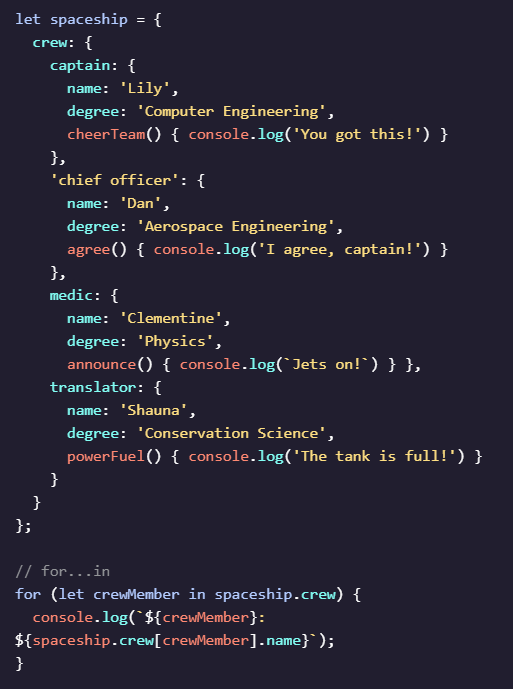 let spaceship = {
  crew: {
    captain: {
      name: 'Lily',
      degree: 'Computer Engineering',
      cheerTeam() { console.log('You got this!') }
    },
    'chief officer': {
      name: 'Dan',
      degree: 'Aerospace Engineering',
      agree() { console.log('I agree, captain!') }
    },
    medic: {
      name: 'Clementine',
      degree: 'Physics',
      announce() { console.log(`Jets on!`) } },
    translator: {
      name: 'Shauna',
      degree: 'Conservation Science',
      powerFuel() { console.log('The tank is full!') }
    }
  }
};

// for...in
for (let crewMember in spaceship.crew) {
  console.log(`${crewMember}:
${spaceship.crew[crewMember].name}`);
}